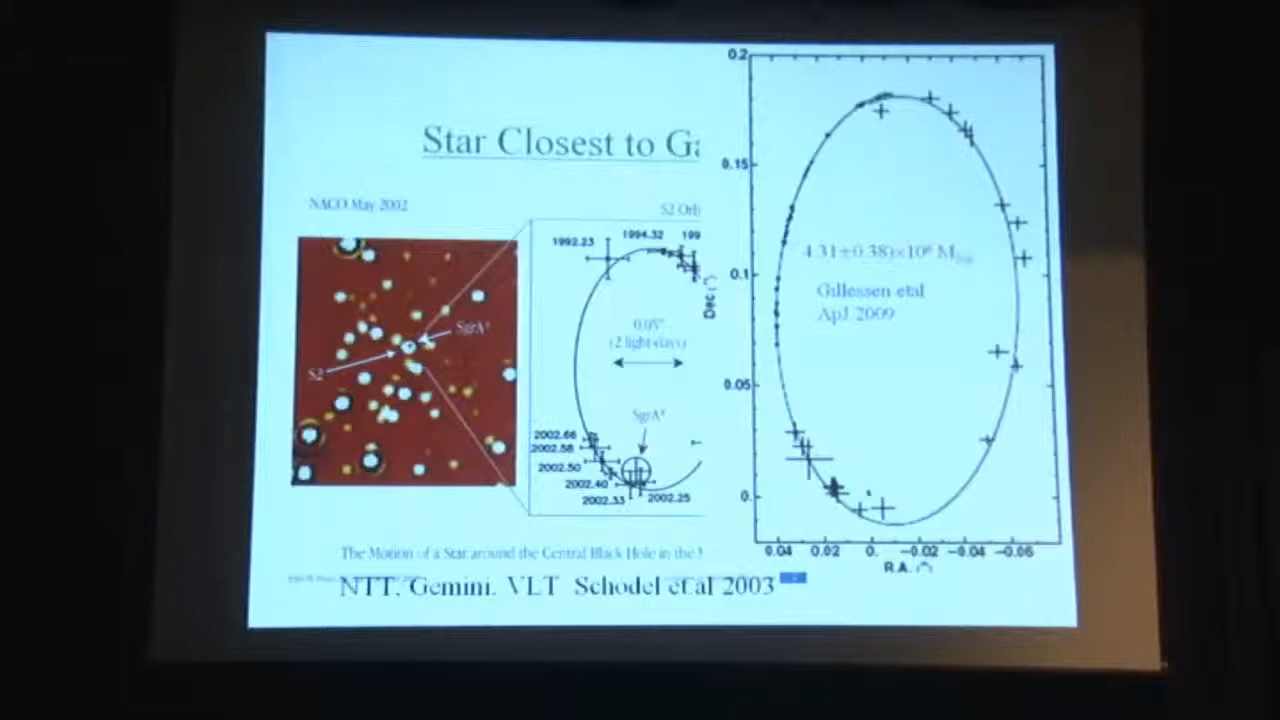 Star Closest to Ga
NACO May 2002
S2 Orb
SgrA*
S2
1992.23
1994.32
199
0.05"
(2 light-days)
SgrA*
2002.66
2002.58
2002.50
2002.40
2002.33
2002.25
The Motion of a Star around the Central Black Hole in the M
NTT, Gemini, VLT Schodel et.al 2003
0.2
0.15
0.1
0.05
0.
Dec (")
4.31±0.38)×10⁶ M
Gillessen etal
ApJ 2009
0.04 0.02 0. −0.02 −0.04 −0.06
R.A. (")